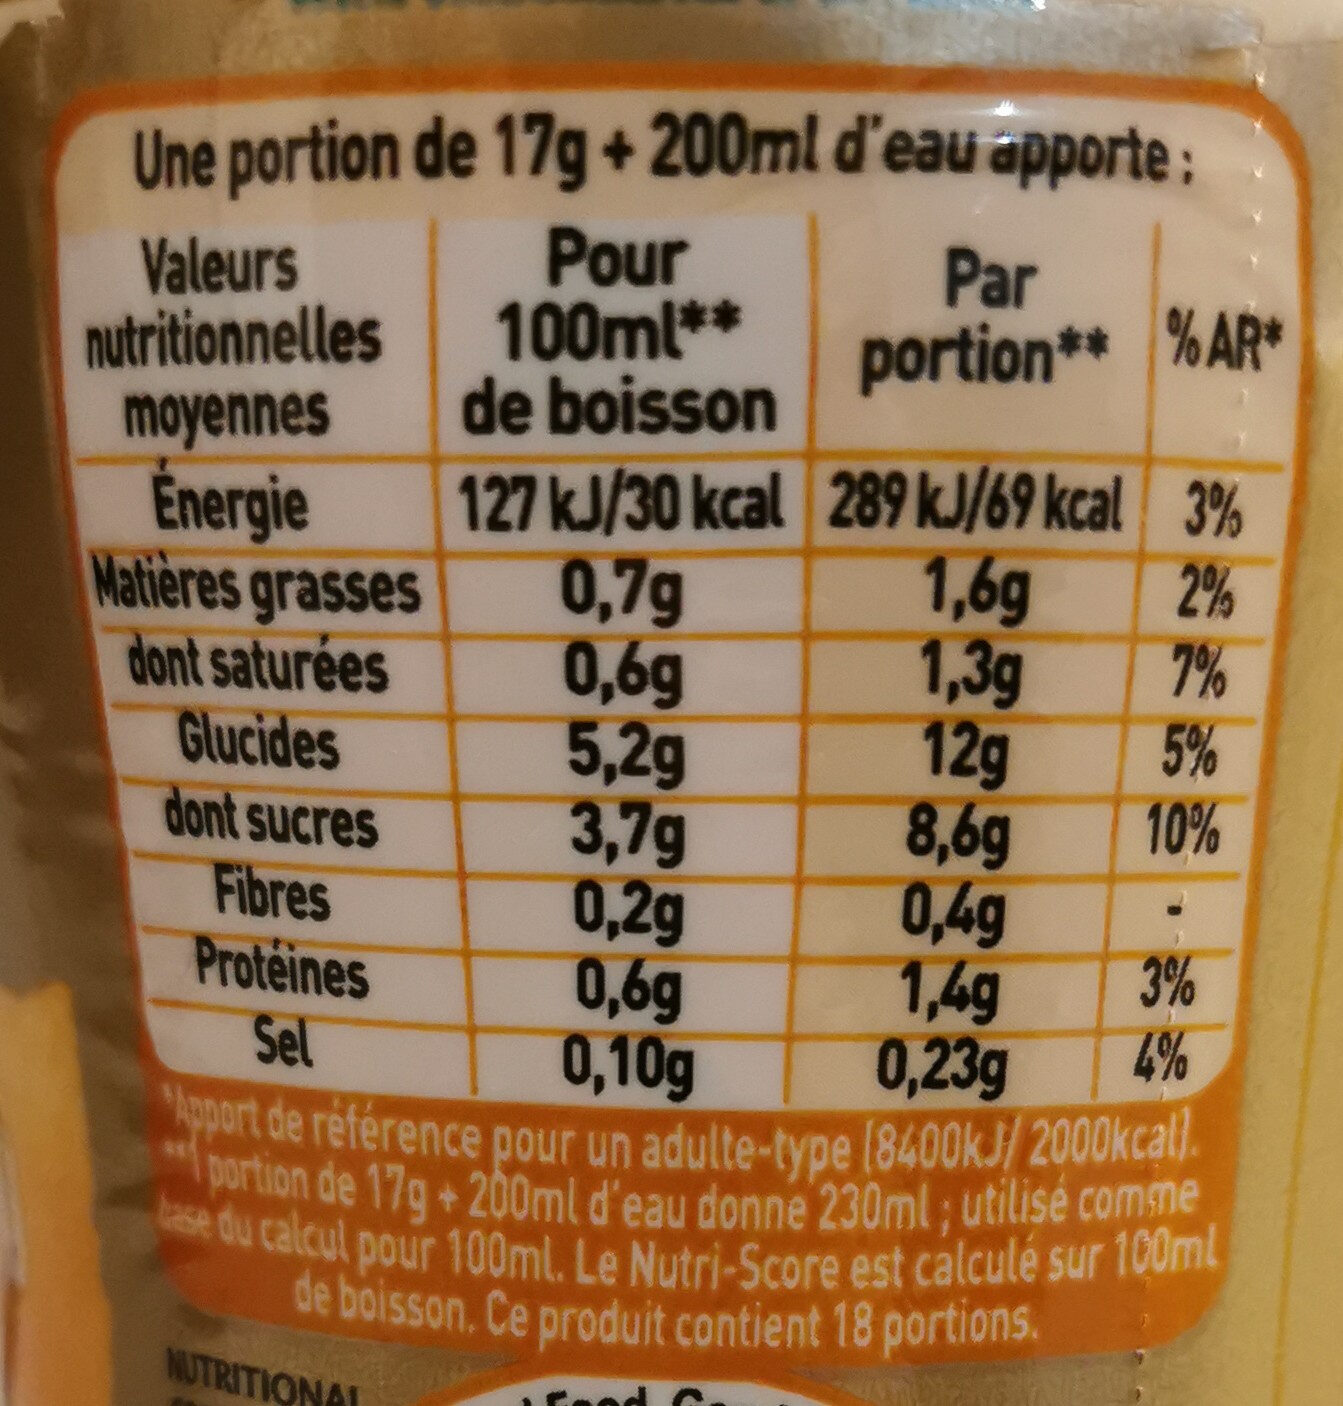 Une portion de 17g + 200ml d'eau apporte :
Valeurs nutritionnelles moyennes Pour 100ml** de boisson Par portion** % AR*
Énergie 127 kJ/30 kcal 289 kJ/69 kcal 3%
Matières grasses 0,7g 1,6g 2%
dont saturées 0,6g 1,3g 7%
Glucides 5,2g 12g 5%
dont sucres 3,7g 8,6g 10%
Fibres 0,2g 0,4g -
Protéines 0,6g 1,4g 3%
Sel 0,10g 0,23g 4%
*Apport de référence pour un adulte-type (8400kJ/ 2000kcal).
**1 portion de 17g + 200ml d'eau donne 230ml ; utilisé comme
base du calcul pour 100ml. Le Nutri-Score est calculé sur 100ml
de boisson. Ce produit contient 18 portions.
NUTRITIONAL
Food